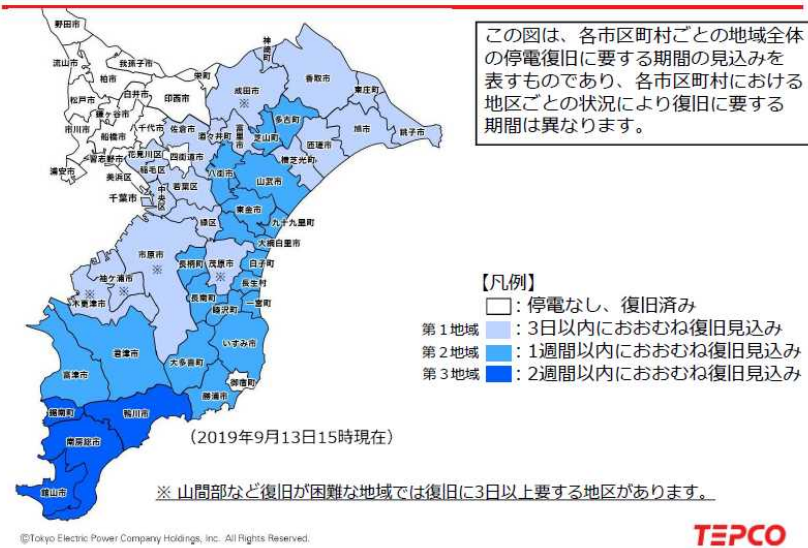 この図は、各市区町村ごとの地域全体
の停電復旧に要する期間の見込みを
表すものであり、各市区町村における
地区ごとの状況により復旧に要する
期間は異なります。
野田市
流山市
我孫子市
柏市
栄町
神崎町
香取市
東庄町
松戸市
白井市
印西市
成田市
※
鎌ヶ谷市
市川市
船橋市
八千代市
佐倉市
酒々井町
富里市
多古町
芝山町
旭市
銚子市
匝瑳市
横芝光町
浦安市
習志野市
花見川区
四街道市
美浜区
稲毛区
八街市
山武市
千葉市
中央区
若葉区
東金市
九十九里町
緑区
大網白里市
市原市
※
長柄町
茂原市
※
白子町
袖ケ浦市
※
木更津市
※
長南町
長生村
睦沢町
一宮町
いすみ市
君津市
大多喜町
富津市
御宿町
勝浦市
鋸南町
鴨川市
南房総市
館山市
【凡例】
：停電なし、復旧済み
第１地域 ：3日以内におおむね復旧見込み
第２地域 ：1週間以内におおむね復旧見込み
第３地域 ：2週間以内におおむね復旧見込み
（2019年9月13日15時現在）
※ 山間部など復旧が困難な地域では復旧に3日以上要する地区があります。
©Tokyo Electric Power Company Holdings, Inc. All Rights Reserved.
TEPCO